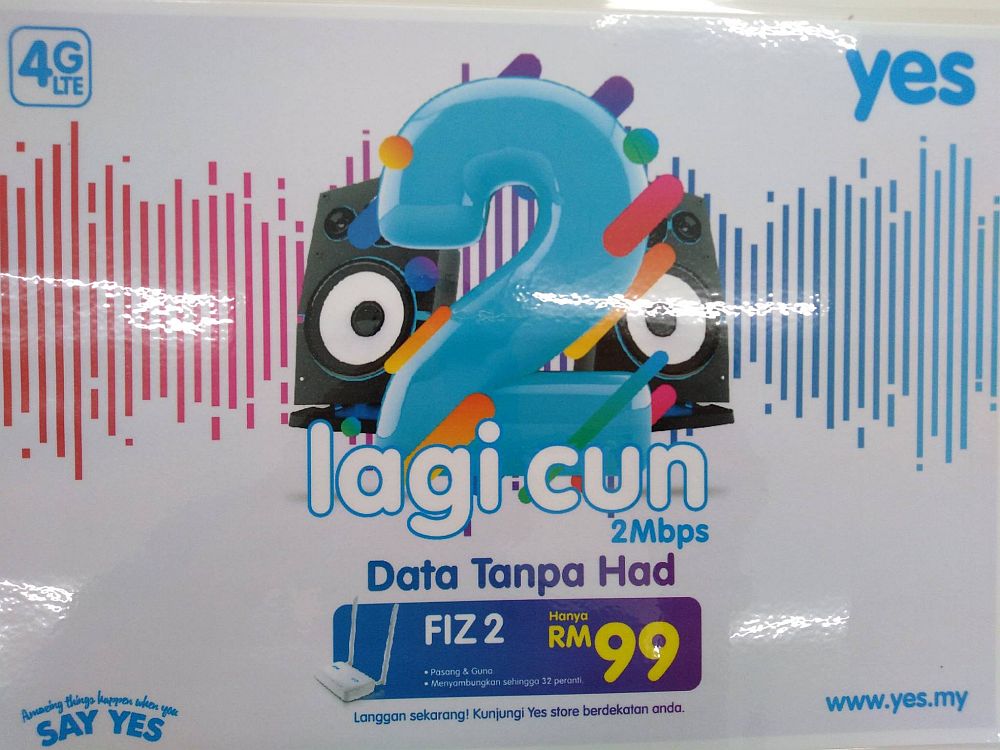 4G
LTE
yes
2
lagi cun
2Mbps
Data Tanpa Had
FIZ 2
Hanya
RM99
• Pasang & Guna
• Menyambungkan sehingga 32 peranti.
Langgan sekarang! Kunjungi Yes store berdekatan anda.
Amazing things happen when you
SAY YES
www.yes.my